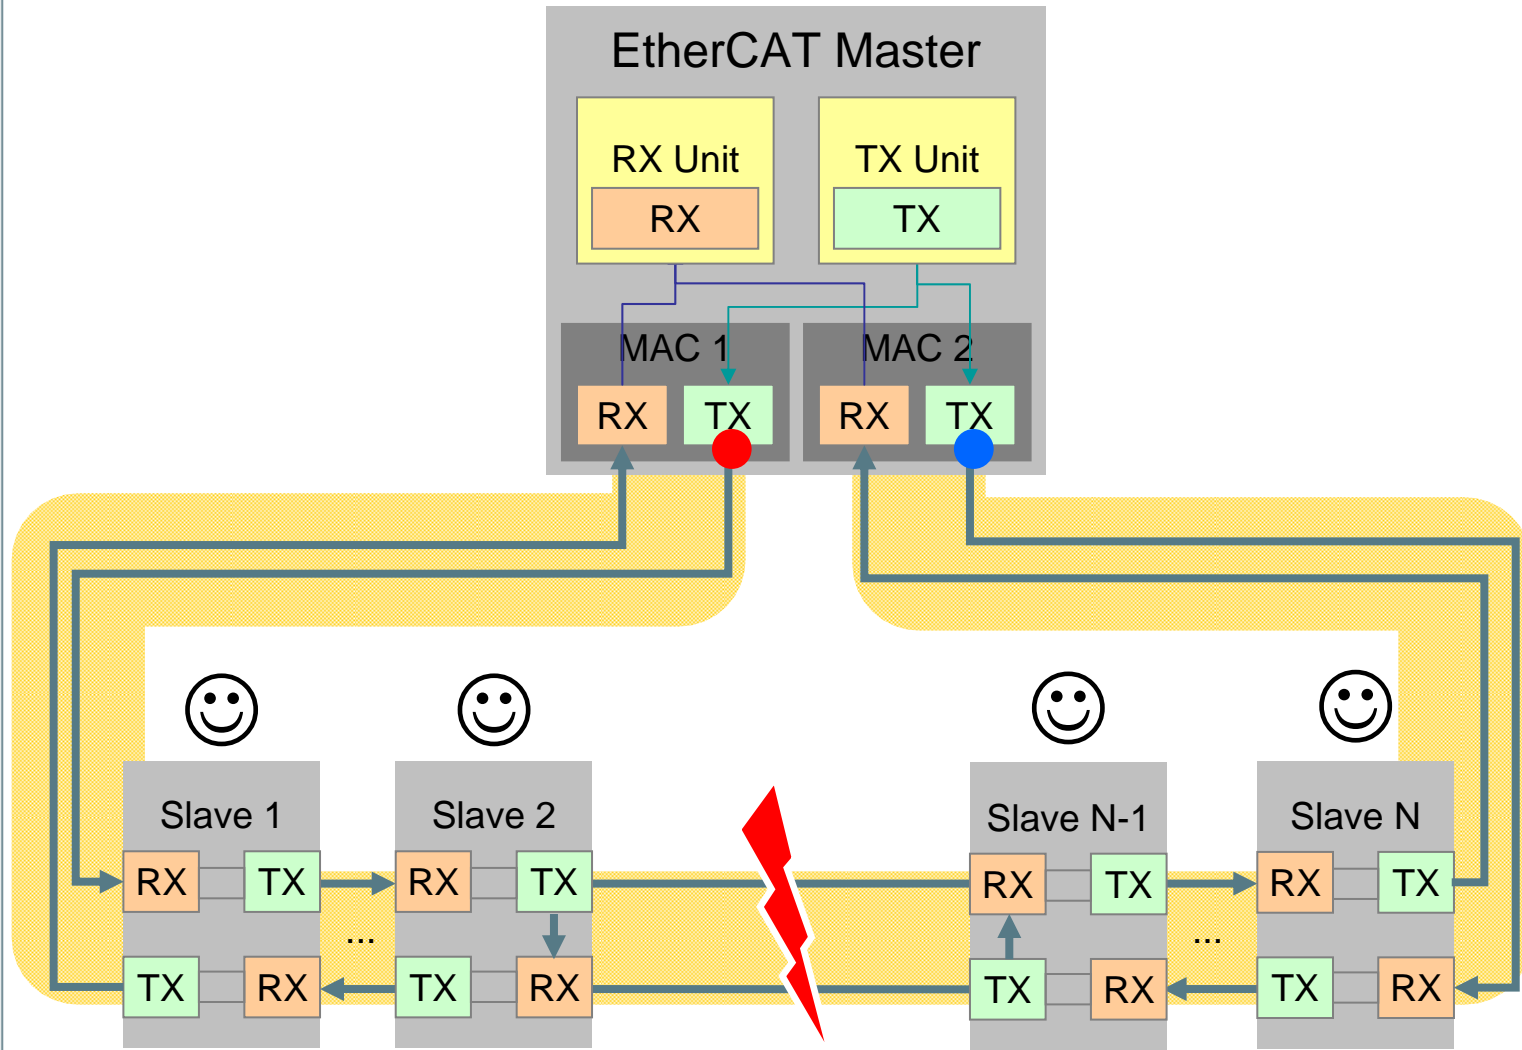 EtherCAT Master
RX Unit
TX Unit
RX
TX
MAC 1
MAC 2
RX
TX
RX
TX
Slave 1
Slave 2
Slave N-1
Slave N
RX
TX
RX
TX
RX
TX
RX
TX
...
...
TX
RX
TX
RX
TX
RX
TX
RX